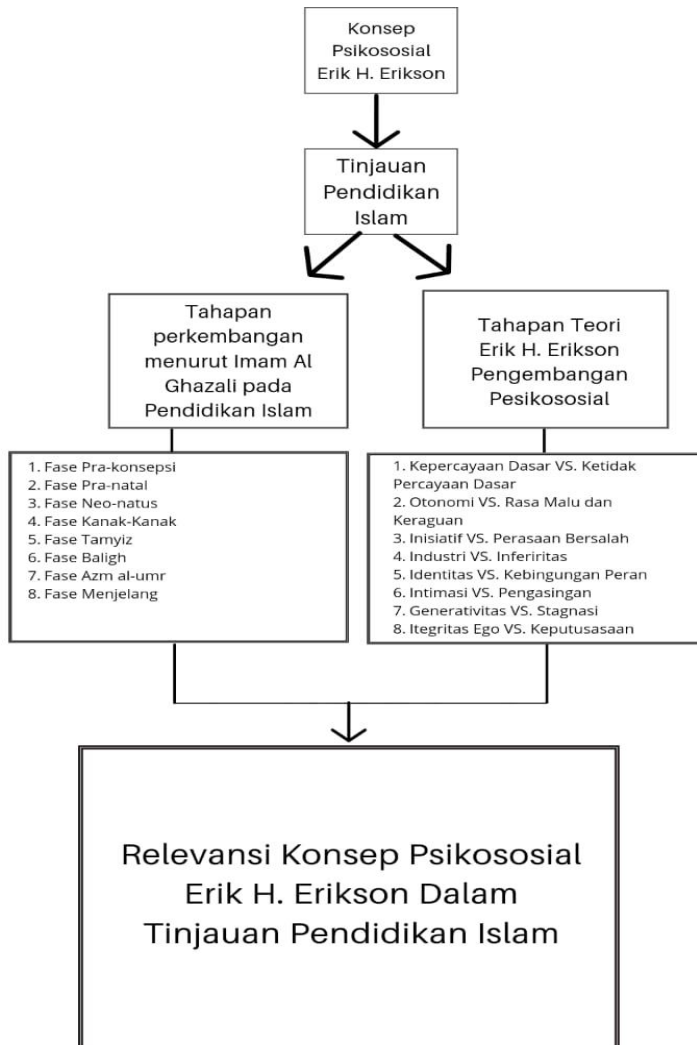 Konsep
Psikososial
Erik H. Erikson
Tinjauan
Pendidikan
Islam
Tahapan
perkembangan
menurut Imam Al
Ghazali pada
Pendidikan Islam
Tahapan Teori
Erik H. Erikson
Pengembangan
Pesikososial
1. Fase Pra-konsepsi
2. Fase Pra-natal
3. Fase Neo-natus
4. Fase Kanak-Kanak
5. Fase Tamyiz
6. Fase Baligh
7. Fase Azm al-umr
8. Fase Menjelang
1. Kepercayaan Dasar VS. Ketidak
Percayaan Dasar
2. Otonomi VS. Rasa Malu dan
Keraguan
3. Inisiatif VS. Perasaan Bersalah
4. Industri VS. Inferiritas
5. Identitas VS. Kebingungan Peran
6. Intimasi VS. Pengasingan
7. Generativitas VS. Stagnasi
8. Itegritas Ego VS. Keputusasaan
Relevansi Konsep Psikososial
Erik H. Erikson Dalam
Tinjauan Pendidikan Islam